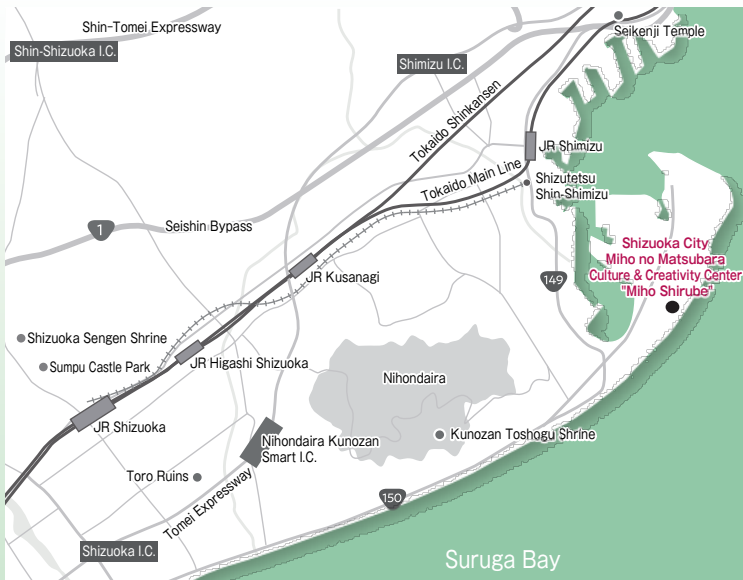 Shin-Tomei Expressway
Seikenji Temple
Shin-Shizuoka I.C.
Shimizu I.C.
Tokaido Shinkansen
JR Shimizu
Tokaido Main Line
Shizutetsu
Shin-Shimizu
1
Seishin Bypass
Shizuoka City
Miho no Matsubara
Culture & Creativity Center
"Miho Shirube"
JR Kusanagi
149
Shizuoka Sengen Shrine
Sumpu Castle Park
JR Higashi Shizuoka
Nihondaira
JR Shizuoka
Nihondaira Kunozan
Smart I.C.
Kunozan Toshogu Shrine
Toro Ruins
Tomei Expressway
150
Shizuoka I.C.
Suruga Bay